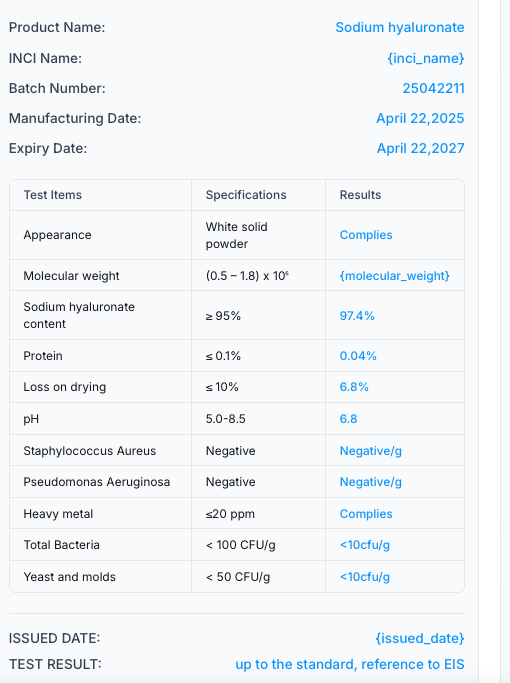 Product Name: Sodium hyaluronate
INCI Name: {inci_name}
Batch Number: 25042211
Manufacturing Date: April 22,2025
Expiry Date: April 22,2027
Test Items Specifications Results
Appearance White solid powder Complies
Molecular weight (0.5 – 1.8) x 10⁶ {molecular_weight}
Sodium hyaluronate content ≥ 95% 97.4%
Protein ≤ 0.1% 0.04%
Loss on drying ≤ 10% 6.8%
pH 5.0-8.5 6.8
Staphylococcus Aureus Negative Negative/g
Pseudomonas Aeruginosa Negative Negative/g
Heavy metal ≤20 ppm Complies
Total Bacteria < 100 CFU/g <10cfu/g
Yeast and molds < 50 CFU/g <10cfu/g
ISSUED DATE: {issued_date}
TEST RESULT: up to the standard, reference to EIS